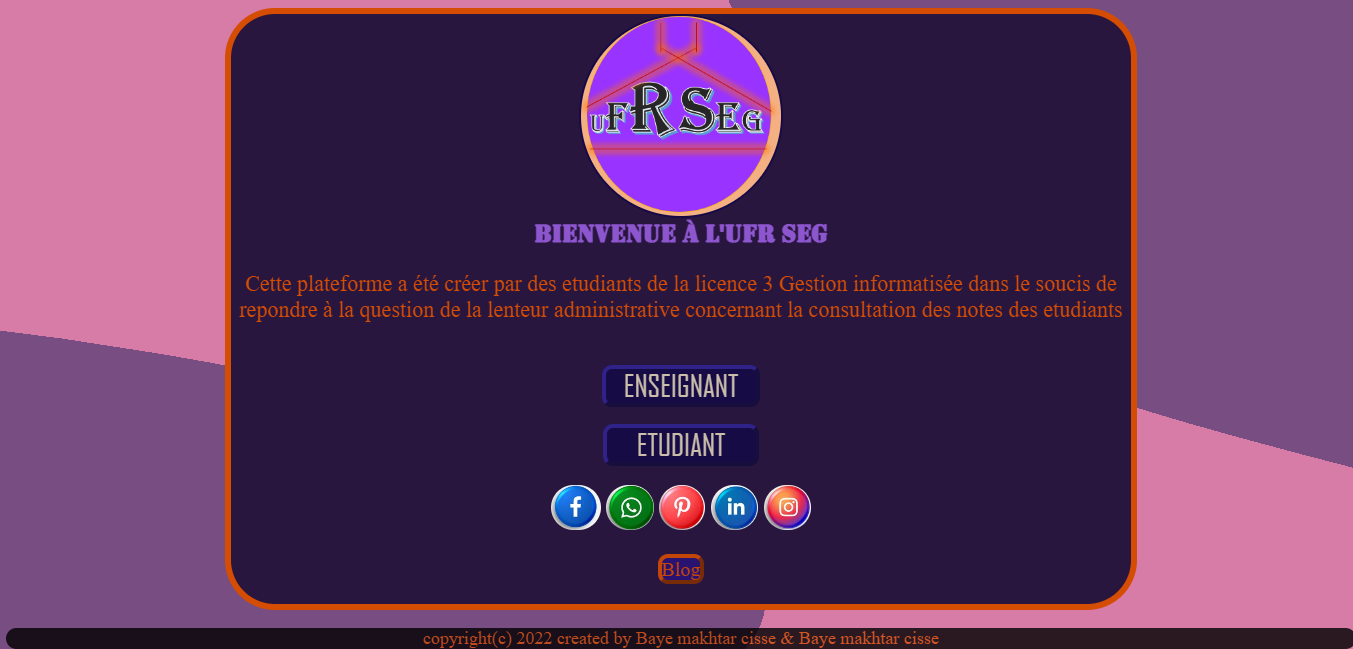 UFRSEG
BIENVENUE À L'UFR SEG
Cette plateforme a été créer par des etudiants de la licence 3 Gestion informatisée dans le soucis de
repondre à la question de la lenteur administrative concernant la consultation des notes des etudiants
ENSEIGNANT
ETUDIANT
Blog
copyright(c) 2022 created by Baye makhtar cisse & Baye makhtar cisse